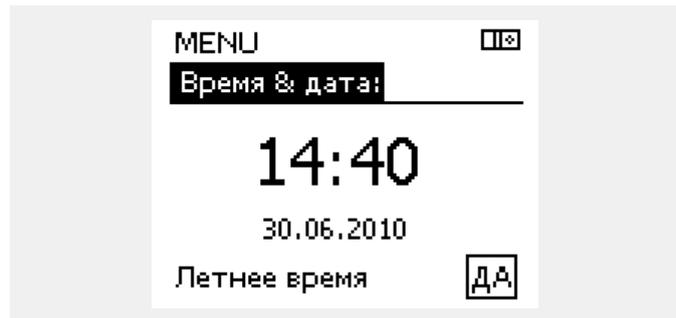 MENU
Время & дата:
14:40
30.06.2010
Летнее время ДА